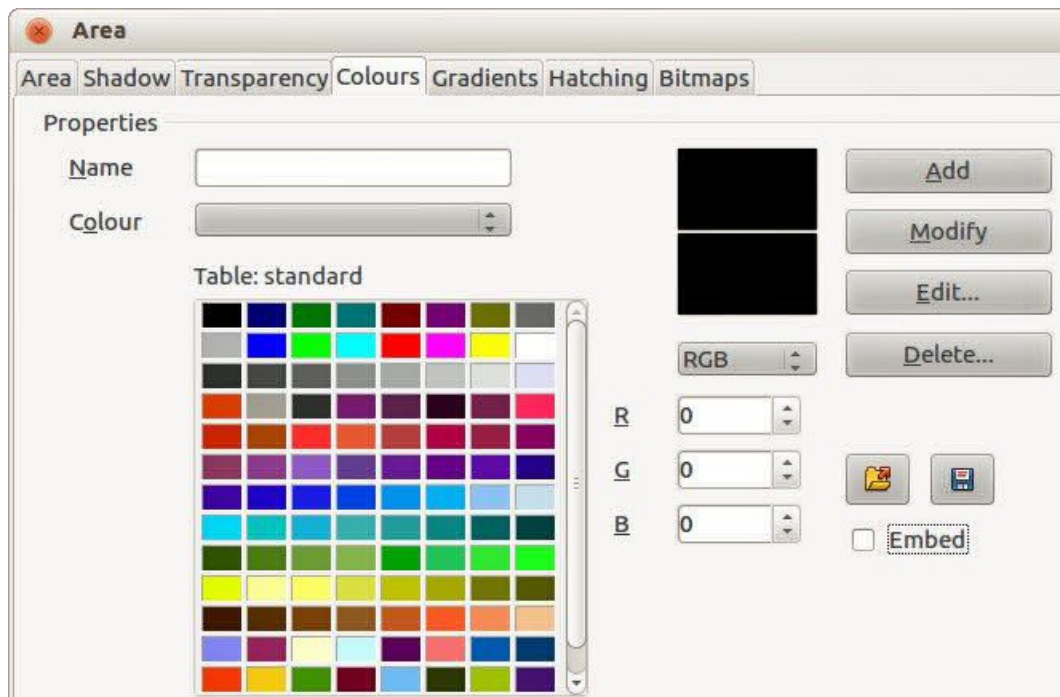 Area
Area Shadow Transparency Colours Gradients Hatching Bitmaps
Properties
Name
Add
Colour
Modify
Table: standard
Edit...
RGB
Delete...
R 0
G 0
B 0
Embed